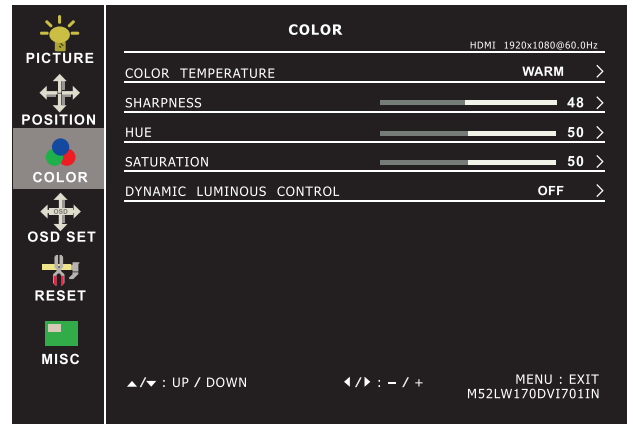 PICTURE
POSITION
COLOR
OSD
OSD SET
RESET
MISC
COLOR
HDMI 1920x1080@60.0Hz
COLOR TEMPERATURE WARM >
SHARPNESS 48 >
HUE 50 >
SATURATION 50 >
DYNAMIC LUMINOUS CONTROL OFF >
▲/▼ : UP / DOWN ◀/▶ : – / + MENU : EXIT
M52LW170DVI701IN